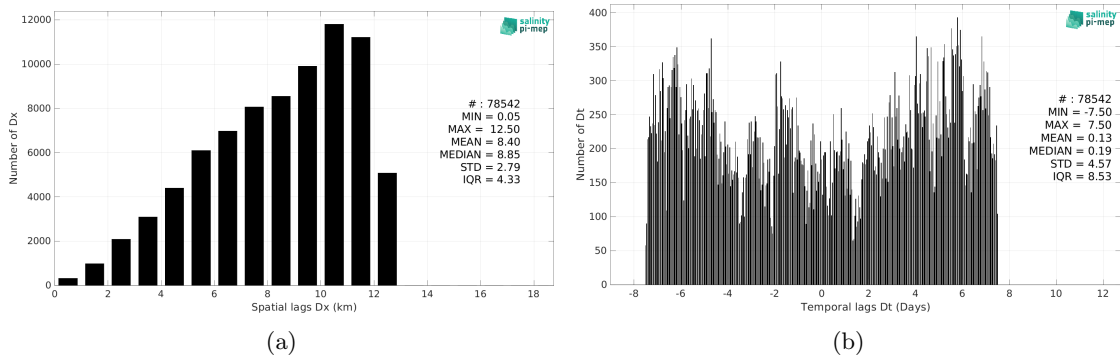 12000
10000
8000
6000
4000
2000
0
Number of Dx
0 2 4 6 8 10 12 14 16 18
Spatial lags Dx (km)
salinity
pi-mep
# : 78542
MIN = 0.05
MAX = 12.50
MEAN = 8.40
MEDIAN = 8.85
STD = 2.79
IQR = 4.33
(a)
400
350
300
250
200
150
100
50
0
Number of Dt
-8 -6 -4 -2 0 2 4 6 8 10 12
Temporal lags Dt (Days)
salinity
pi-mep
# : 78542
MIN = -7.50
MAX = 7.50
MEAN = 0.13
MEDIAN = 0.19
STD = 4.57
IQR = 8.53
(b)